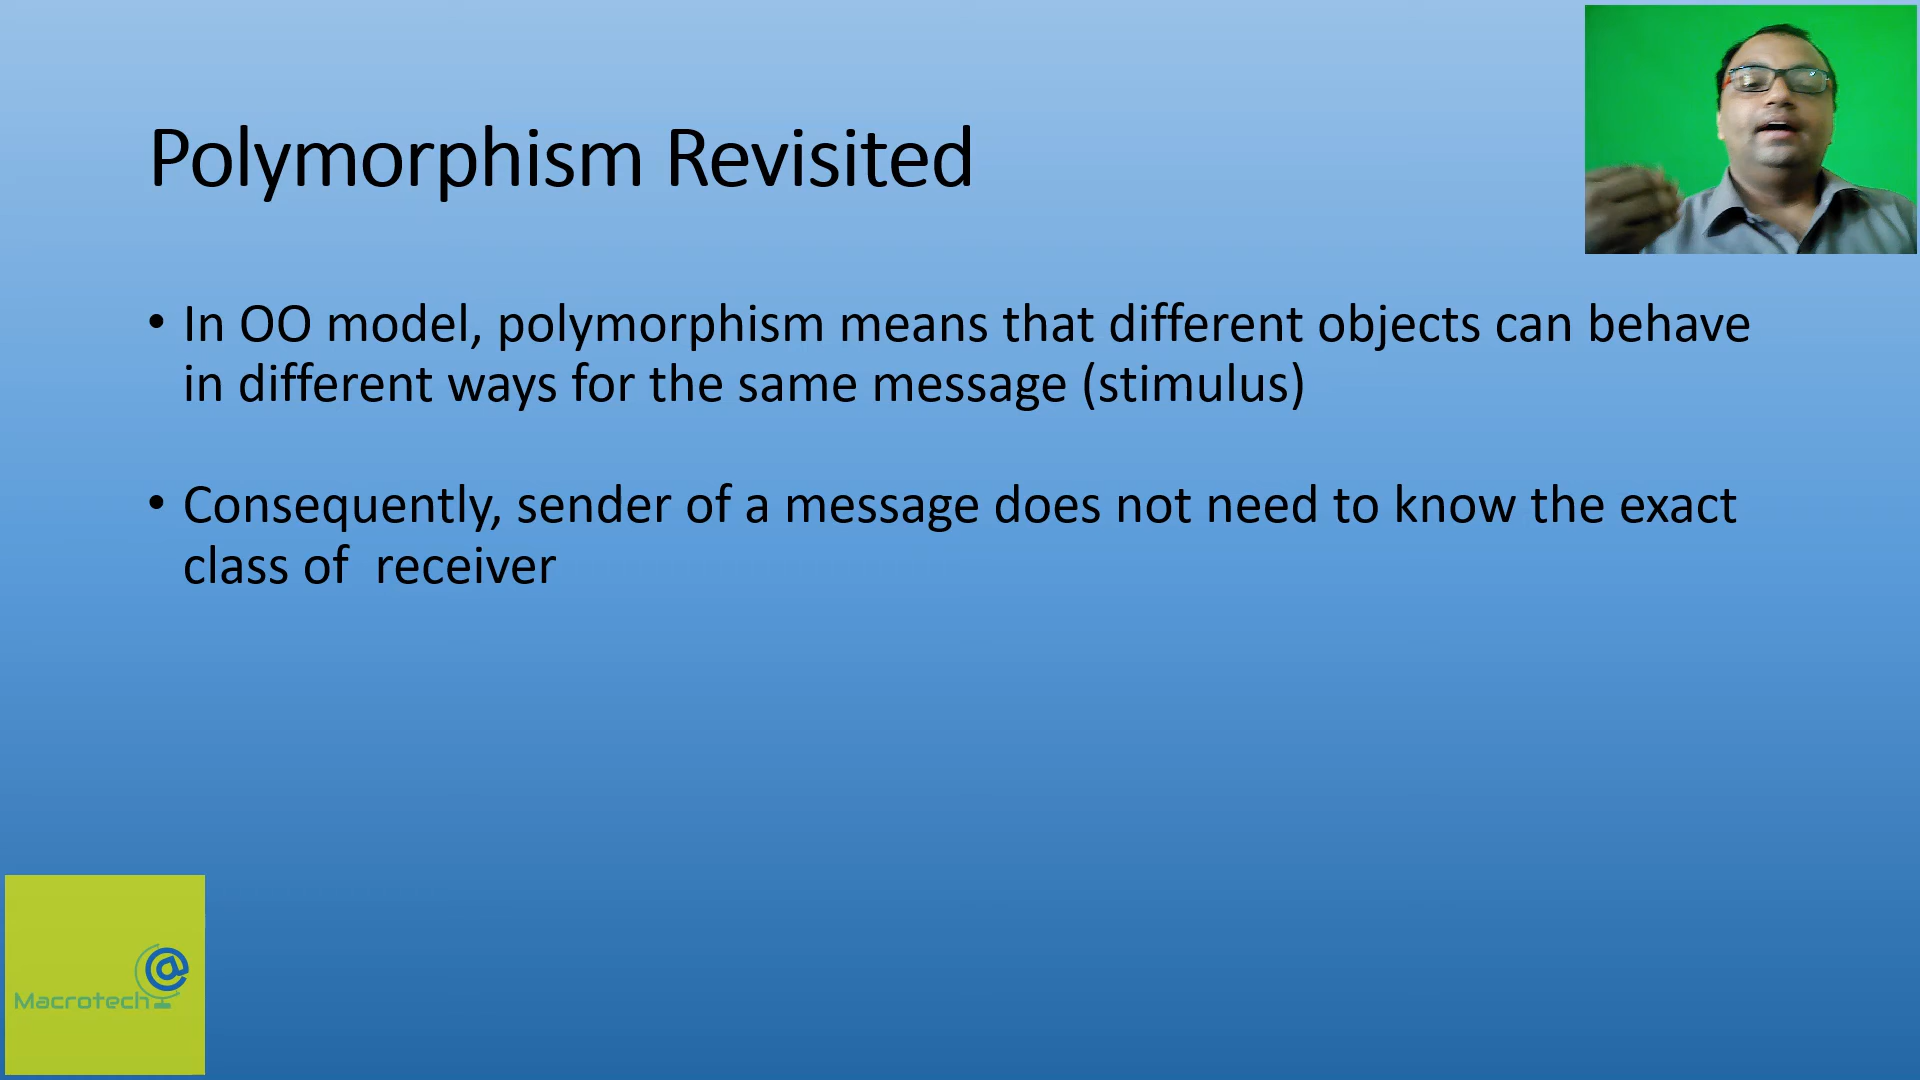 Polymorphism Revisited
• In OO model, polymorphism means that different objects can behave
in different ways for the same message (stimulus)
• Consequently, sender of a message does not need to know the exact
class of  receiver
Macrotech